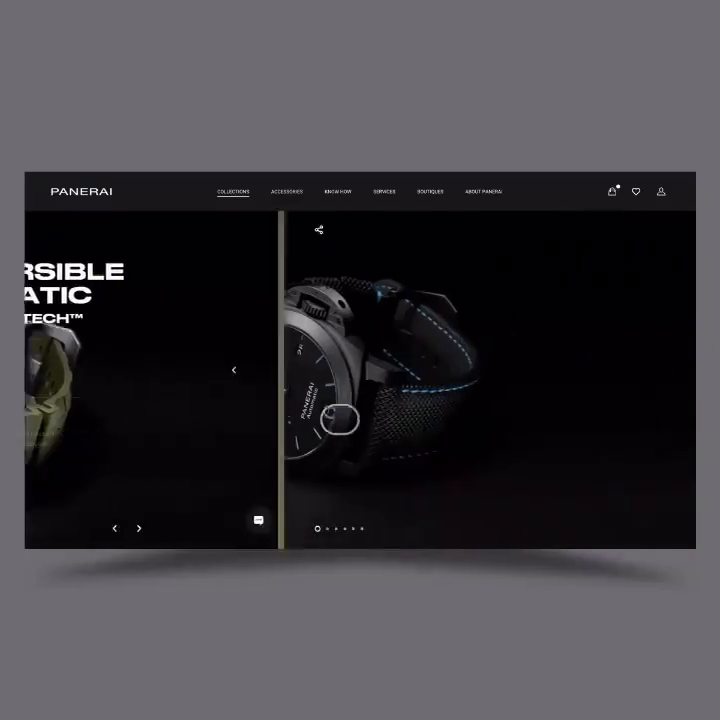 PANERAI
COLLECTIONS
ACCESSORIES
KNOW-HOW
SERVICES
BOUTIQUES
ABOUT PANERAI
RSIBLE
ATIC
TECH™
PANERAI
Automatic